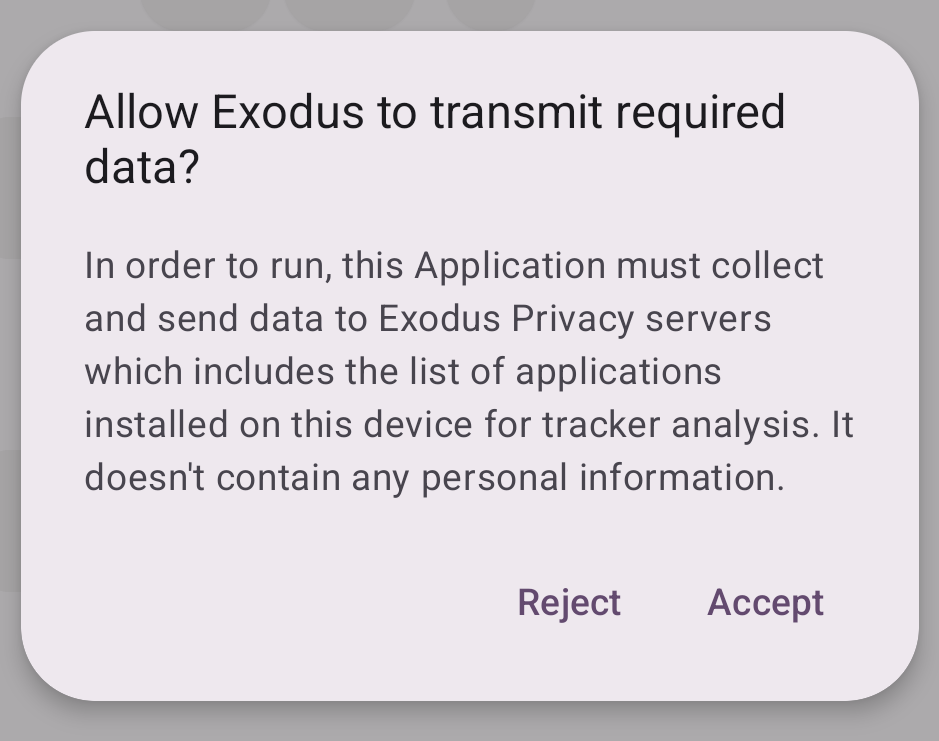 Allow Exodus to transmit required
data?
In order to run, this Application must collect
and send data to Exodus Privacy servers
which includes the list of applications
installed on this device for tracker analysis. It
doesn't contain any personal information.
Reject Accept